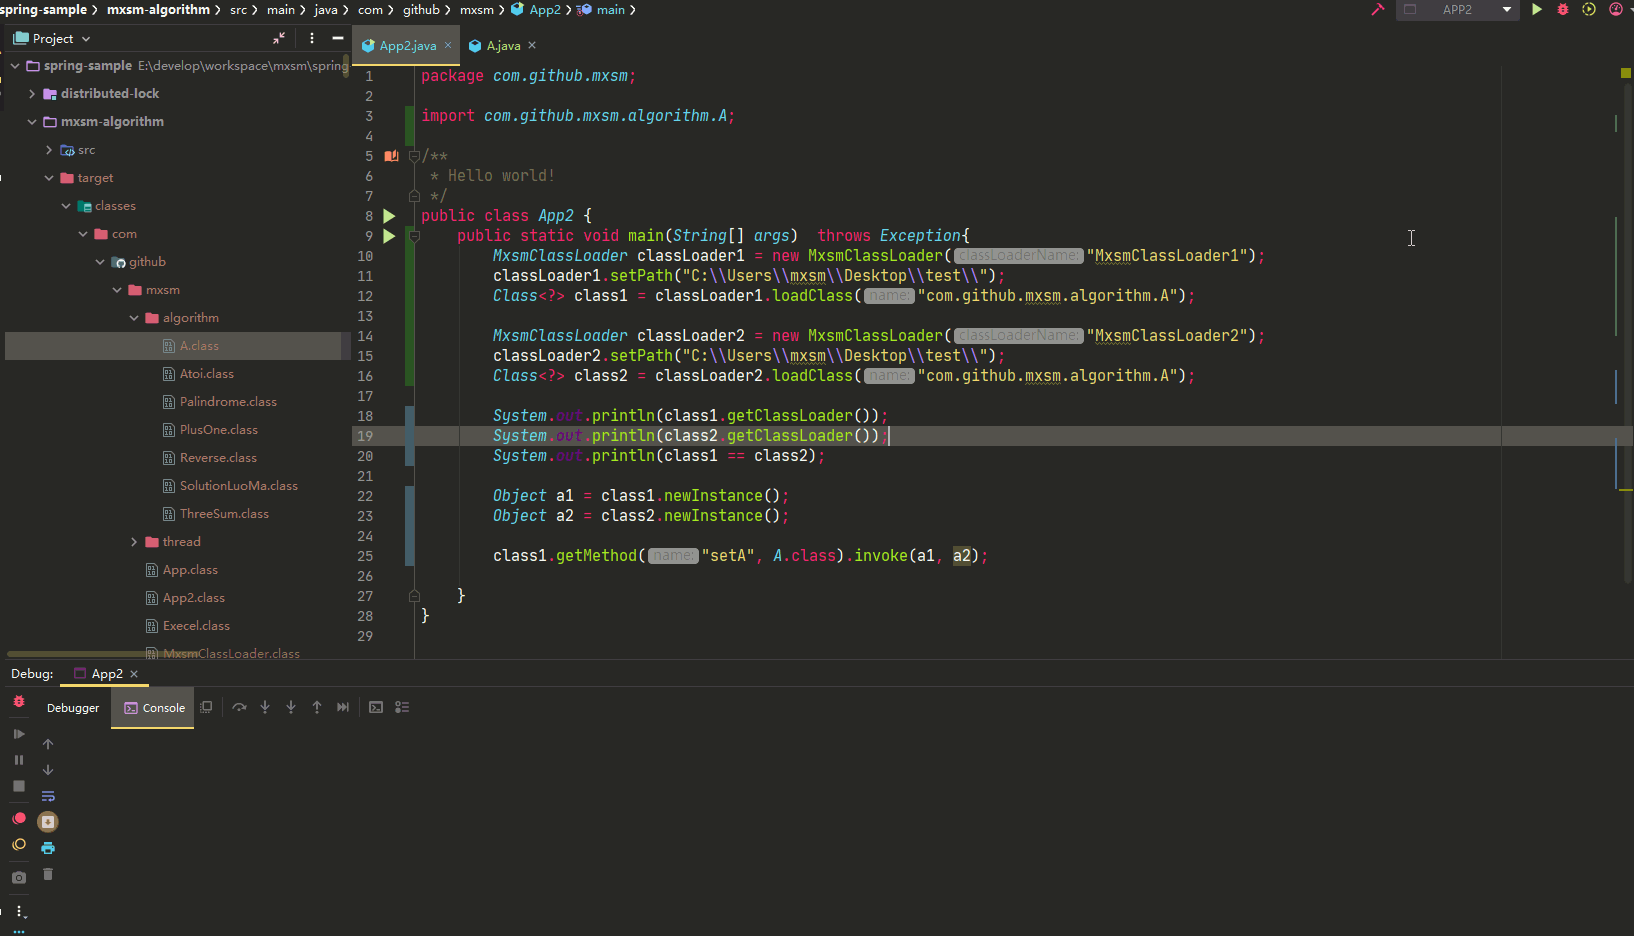 spring-sample > mxsm-algorithm > src > main > java > com > github > mxsm > App2 > main >
APP2
Project
App2.java ×
A.java ×
spring-sample E:\develop\workspace\mxsm\spring
distributed-lock
mxsm-algorithm
src
target
classes
com
github
mxsm
algorithm
A.class
Atoi.class
Palindrome.class
PlusOne.class
Reverse.class
SolutionLuoMa.class
ThreeSum.class
thread
App.class
App2.class
Execel.class
MxsmClassLoader.class
1 package com.github.mxsm;
2
3 import com.github.mxsm.algorithm.A;
4
5 /**
6 * Hello world!
7 */
8 public class App2 {
9 public static void main(String[] args)  throws Exception{
10 MxsmClassLoader classLoader1 = new MxsmClassLoader( classLoaderName: "MxsmClassLoader1");
11 classLoader1.setPath("C:\\Users\\mxsm\\Desktop\\test\\");
12 Class<?> class1 = classLoader1.loadClass( name: "com.github.mxsm.algorithm.A");
13
14 MxsmClassLoader classLoader2 = new MxsmClassLoader( classLoaderName: "MxsmClassLoader2");
15 classLoader2.setPath("C:\\Users\\mxsm\\Desktop\\test\\");
16 Class<?> class2 = classLoader2.loadClass( name: "com.github.mxsm.algorithm.A");
17
18 System.out.println(class1.getClassLoader());
19 System.out.println(class2.getClassLoader());
20 System.out.println(class1 == class2);
21
22 Object a1 = class1.newInstance();
23 Object a2 = class2.newInstance();
24
25 class1.getMethod( name: "setA", A.class).invoke(a1, a2);
26
27 }
28 }
29
Debug: App2 ×
Debugger Console